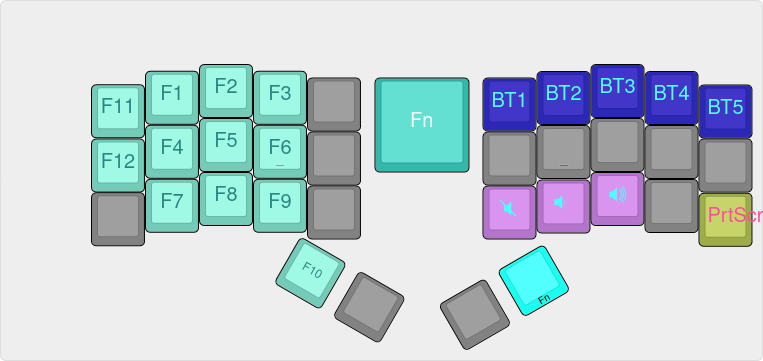 F11 F1 F2 F3 Fn BT1 BT2 BT3 BT4 BT5
F12 F4 F5 F6 _ _
F7 F8 F9 PrtScr
F10 Fn